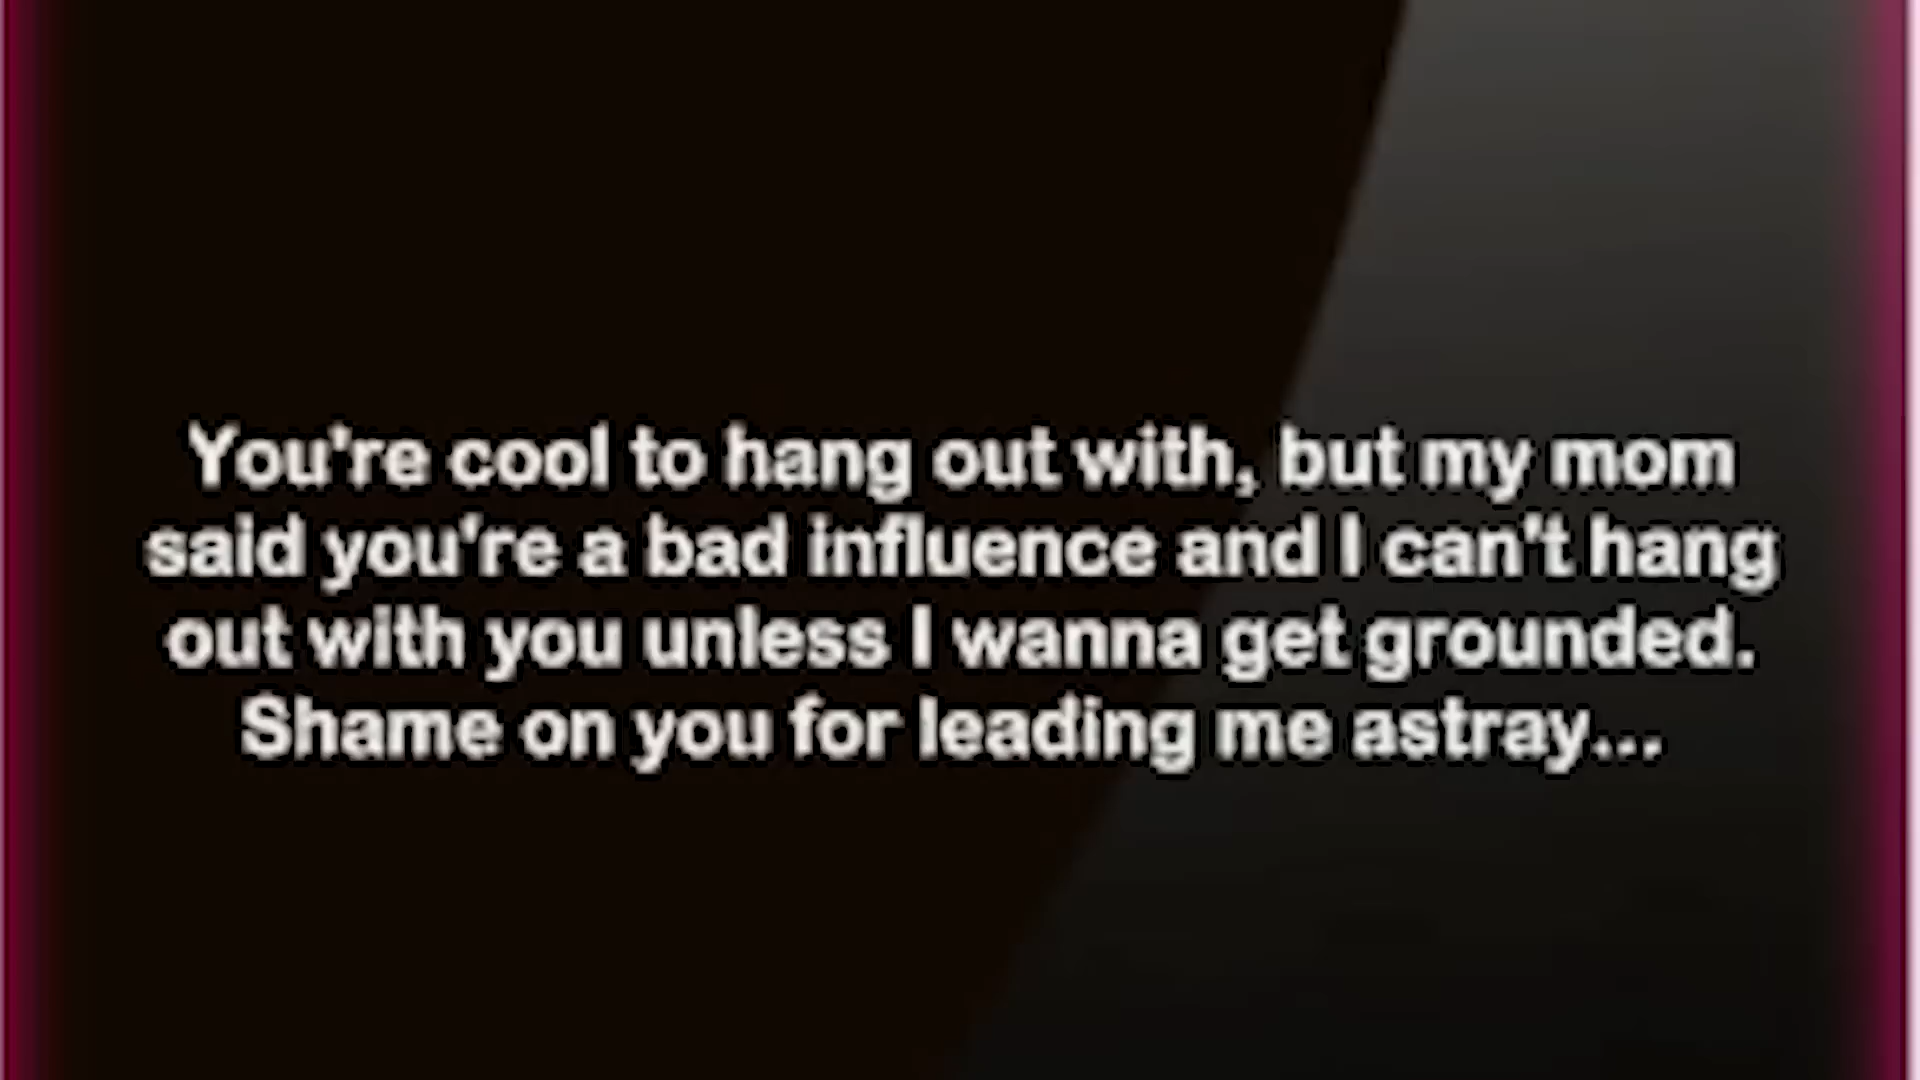 You're cool to hang out with, but my mom
said you're a bad influence and I can't hang
out with you unless I wanna get grounded.
Shame on you for leading me astray...